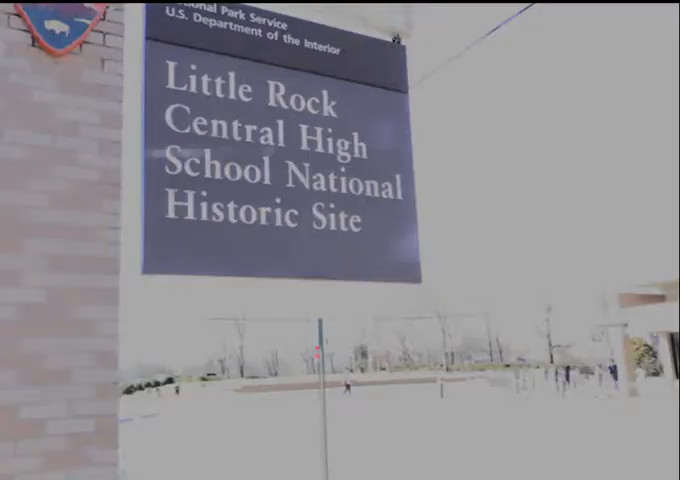 Park Service
U.S. Department of the Interior
Little Rock
Central High
School National
Historic Site